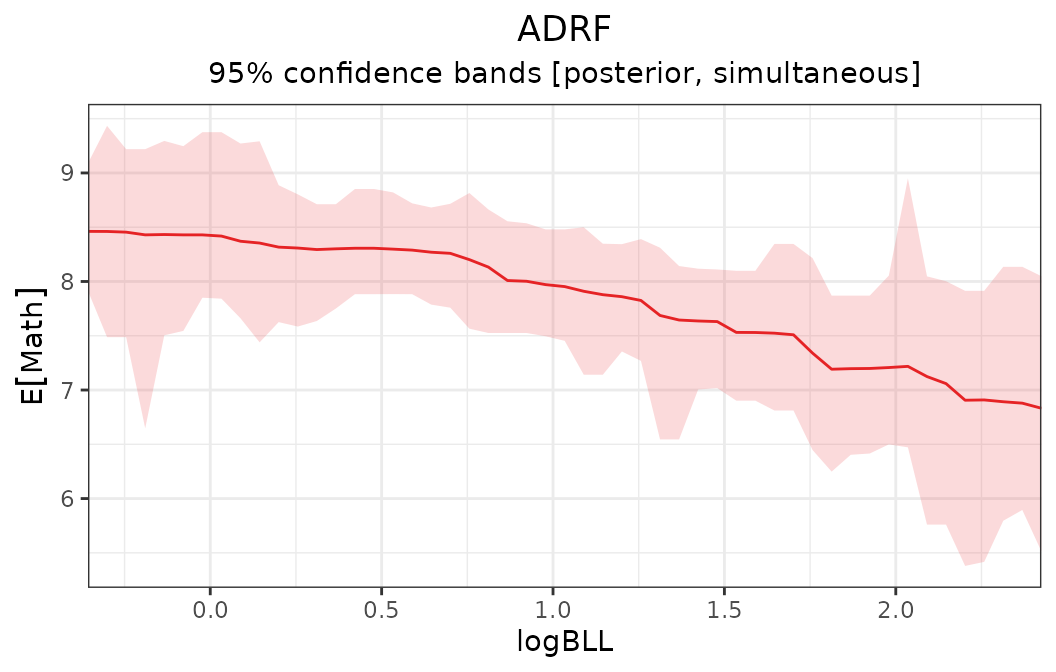 ADRF
95% confidence bands [posterior, simultaneous]
E[Math]
9
8
7
6
0.0 0.5 1.0 1.5 2.0
logBLL